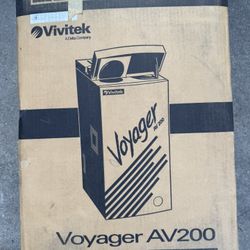 Vivitek
A Delta Company
Vivitek
Voyager
AV 200
Voyager AV200